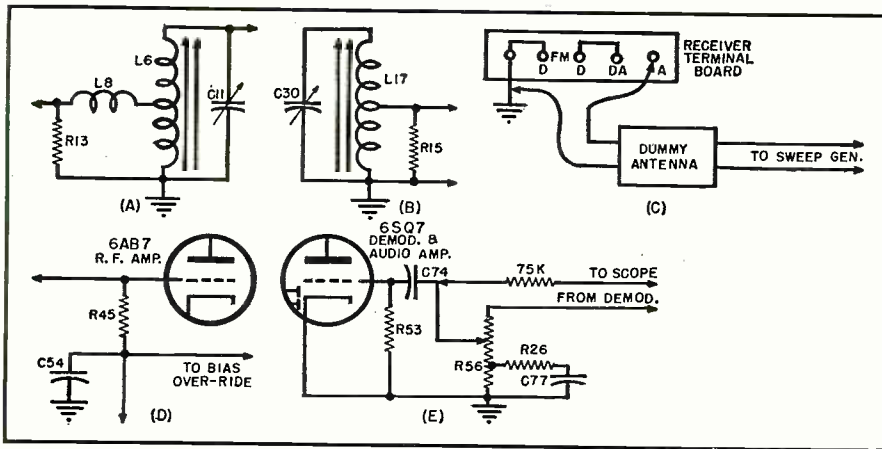 L6
L8
C11
R13
(A)
C30
L17
R15
(B)
FM
D D DA A
RECEIVER
TERMINAL
BOARD
DUMMY
ANTENNA
TO SWEEP GEN.
(C)
6AB7
R.F. AMP.
R45
C54
TO BIAS
OVER-RIDE
(D)
6SQ7
DEMOD. &
AUDIO AMP.
C74
75K
TO SCOPE
FROM DEMOD.
R53
R56
R26
C77
(E)